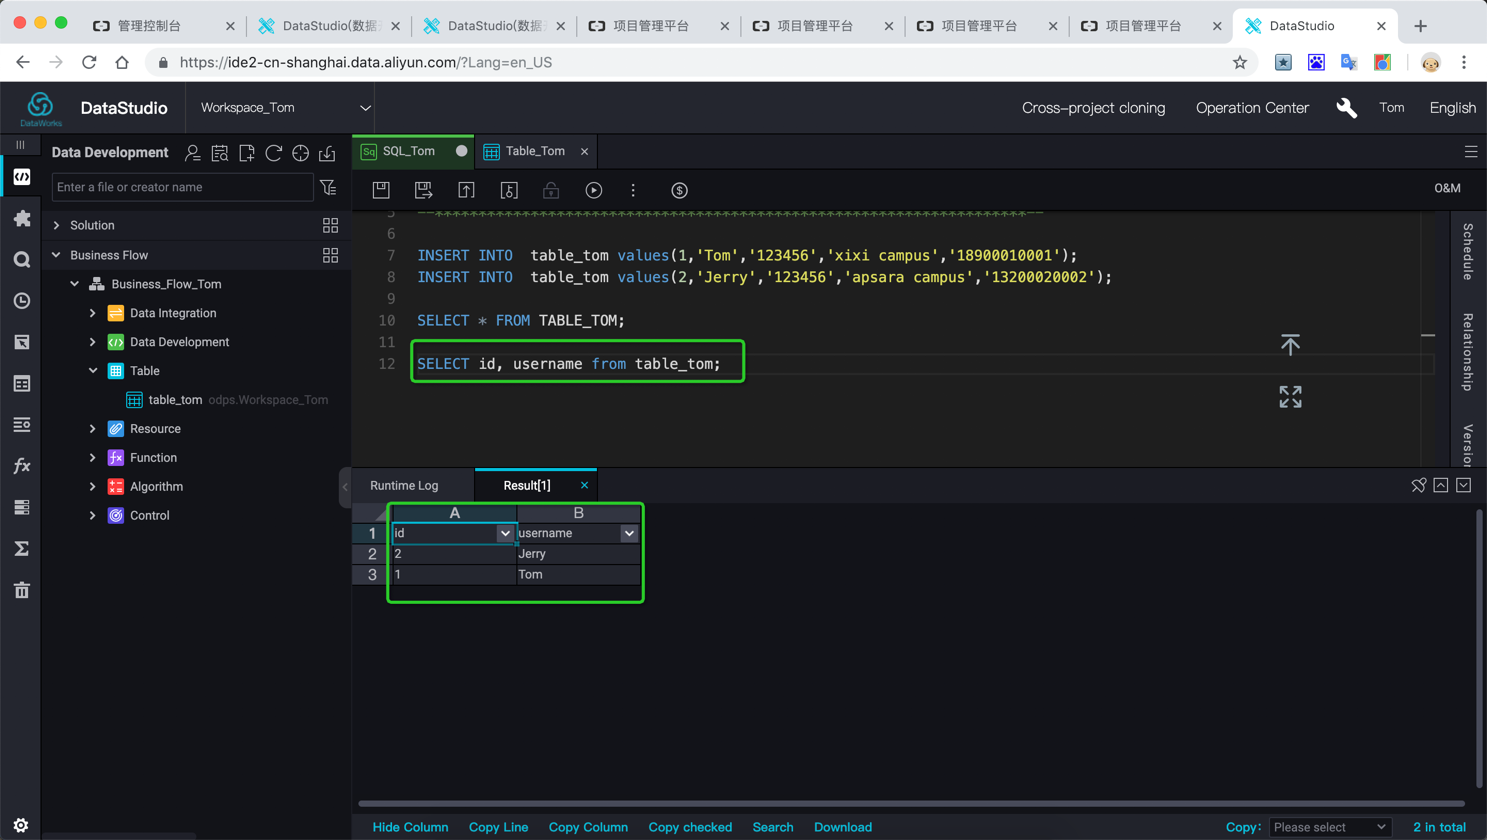 管理控制台
DataStudio(数据
DataStudio(数据
项目管理平台
项目管理平台
项目管理平台
项目管理平台
DataStudio
https://ide2-cn-shanghai.data.aliyun.com/?Lang=en_US
DataWorks
DataStudio
Workspace_Tom
Cross-project cloning
Operation Center
Tom
English
Data Development
Enter a file or creator name
Solution
Business Flow
Business_Flow_Tom
Data Integration
Data Development
Table
table_tom odps.Workspace_Tom
Resource
Function
Algorithm
Control
Sq SQL_Tom
Table_Tom
O&M
5
6
7 INSERT INTO table_tom values(1,'Tom','123456','xixi campus','18900010001');
8 INSERT INTO table_tom values(2,'Jerry','123456','apsara campus','13200020002');
9
10 SELECT * FROM TABLE_TOM;
11
12 SELECT id, username from table_tom;
Schedule
Relationship
Version
Runtime Log
Result[1]
A B
1 id username
2 2 Jerry
3 1 Tom
Hide Column
Copy Line
Copy Column
Copy checked
Search
Download
Copy:
Please select
2 in total